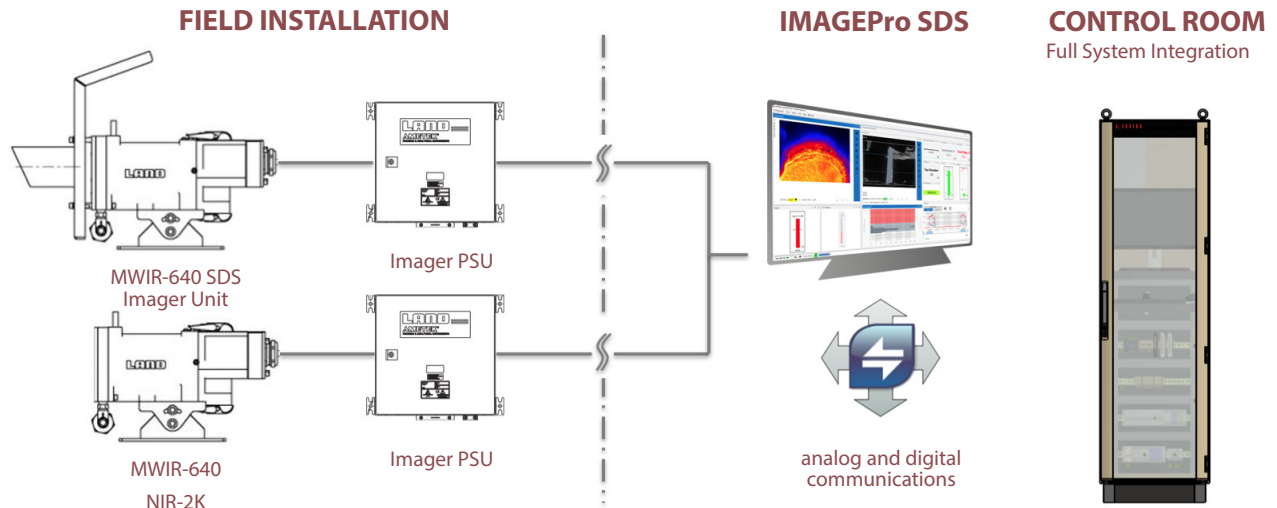 FIELD INSTALLATION
IMAGEPro SDS
CONTROL ROOM
Full System Integration
LAND
LAND
AMETEK
MWIR-640 SDS
Imager Unit
Imager PSU
LAND
LAND
AMETEK
MWIR-640
NIR-2K
Imager PSU
analog and digital
communications